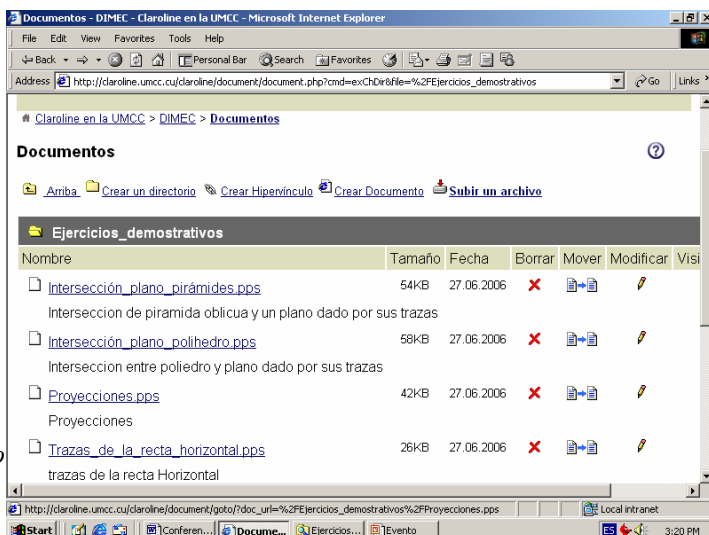 Documentos - DIMEC - Claroline en la UMCC - Microsoft Internet Explorer
File Edit View Favorites Tools Help
Back Personal Bar Search Favorites
Address http://claroline.umcc.cu/claroline/document/document.php?cmd=exChDir&file=%2FEjercicios_demostrativos Go Links
Claroline en la UMCC > DIMEC > Documentos
Documentos
Arriba Crear un directorio Crear Hipervínculo Crear Documento Subir un archivo
Ejercicios_demostrativos
Nombre Tamaño Fecha Borrar Mover Modificar Visi
Intersección_plano_pirámides.pps 54KB 27.06.2006
Interseccion de piramida oblicua y un plano dado por sus trazas
Intersección_plano_polihedro.pps 58KB 27.06.2006
Interseccion entre poliedro y plano dado por sus trazas
Proyecciones.pps 42KB 27.06.2006
Proyecciones
Trazas_de_la_recta_horizontal.pps 26KB 27.06.2006
trazas de la recta Horizontal
http://claroline.umcc.cu/claroline/document/goto/?doc_url=%2FEjercicios_demostrativos%2FProyecciones.pps Local intranet
Start Conferen... Docume... Ejercicios... Evento ES 3:20 PM